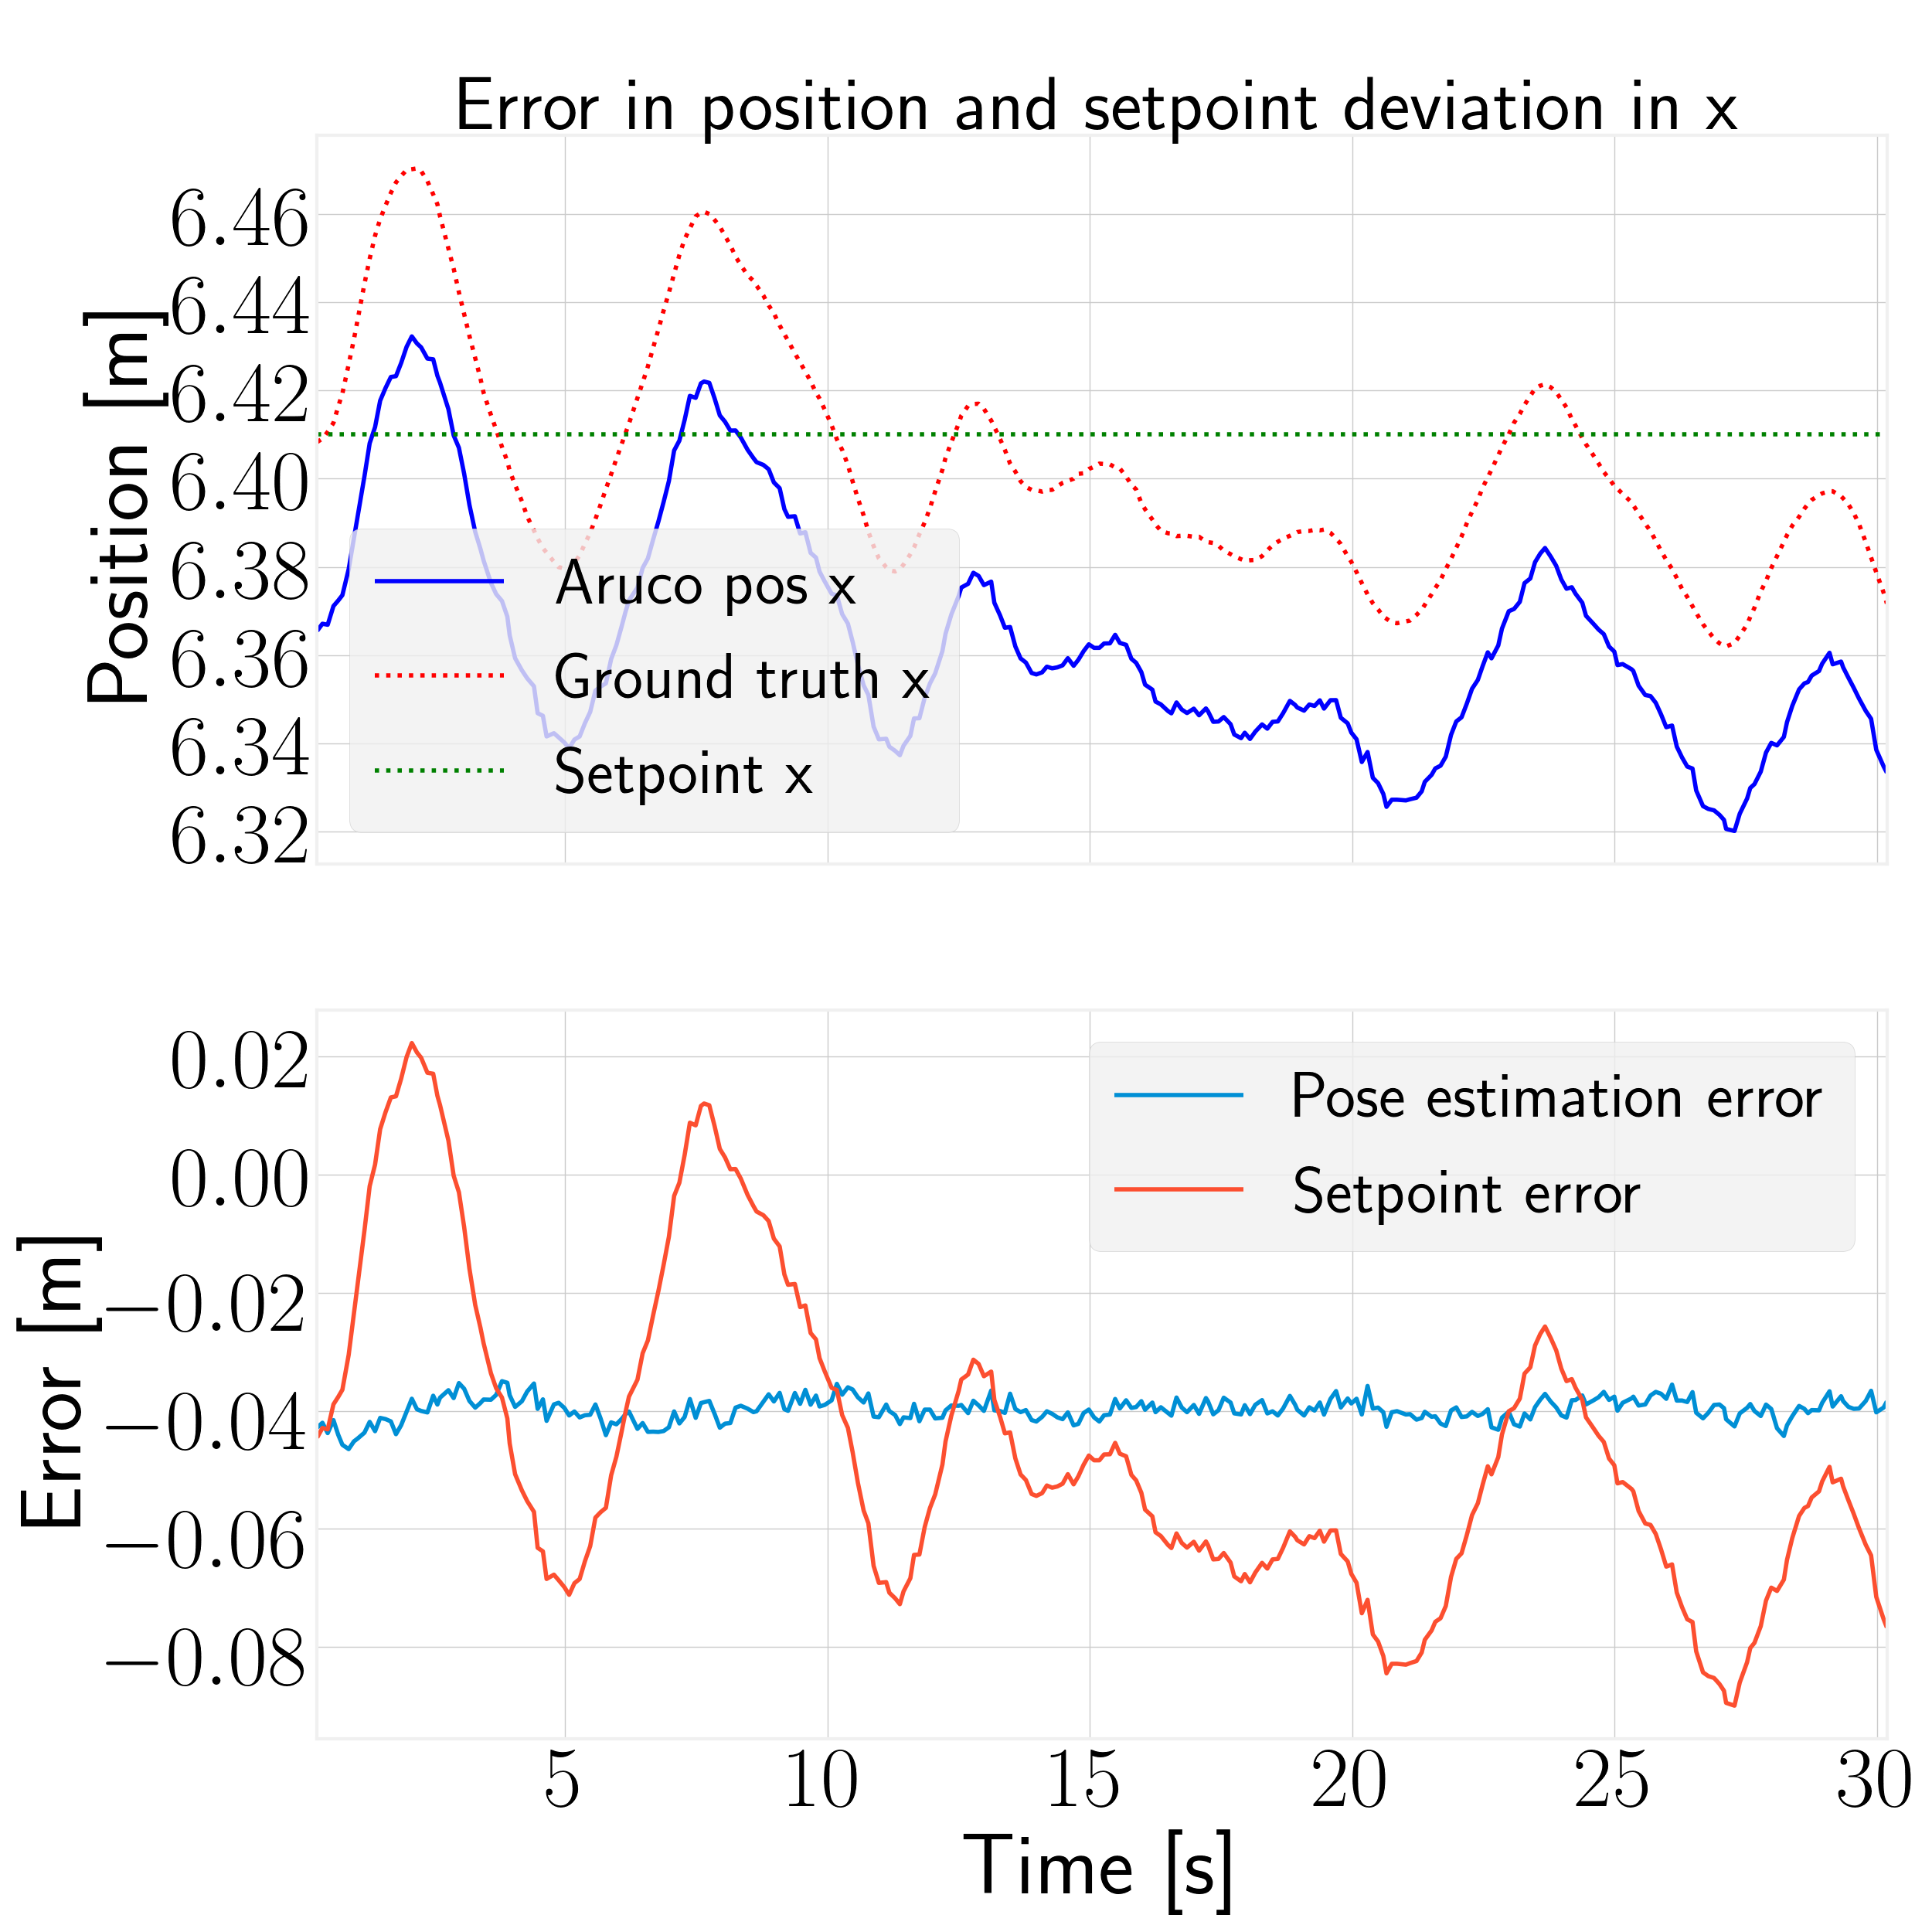 Error in position and setpoint deviation in x
Position [m]
6.46
6.44
6.42
6.40
6.38
6.36
6.34
6.32
Aruco pos x
Ground truth x
Setpoint x
Error [m]
0.02
0.00
−0.02
−0.04
−0.06
−0.08
Pose estimation error
Setpoint error
5 10 15 20 25 30
Time [s]